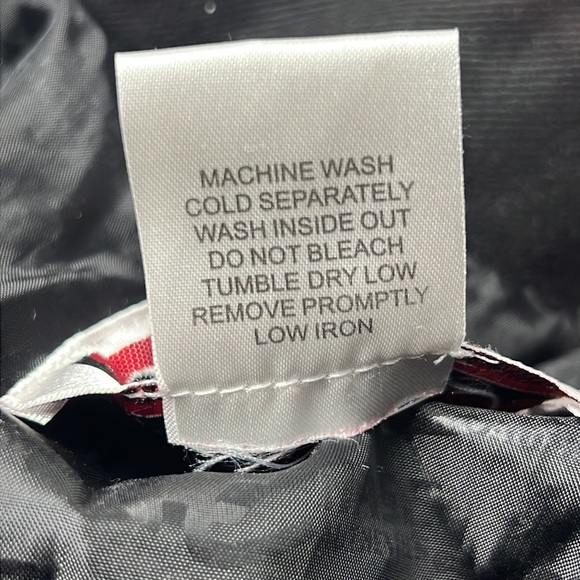 MACHINE WASH
COLD SEPARATELY
WASH INSIDE OUT
DO NOT BLEACH
TUMBLE DRY LOW
REMOVE PROMPTLY
LOW IRON